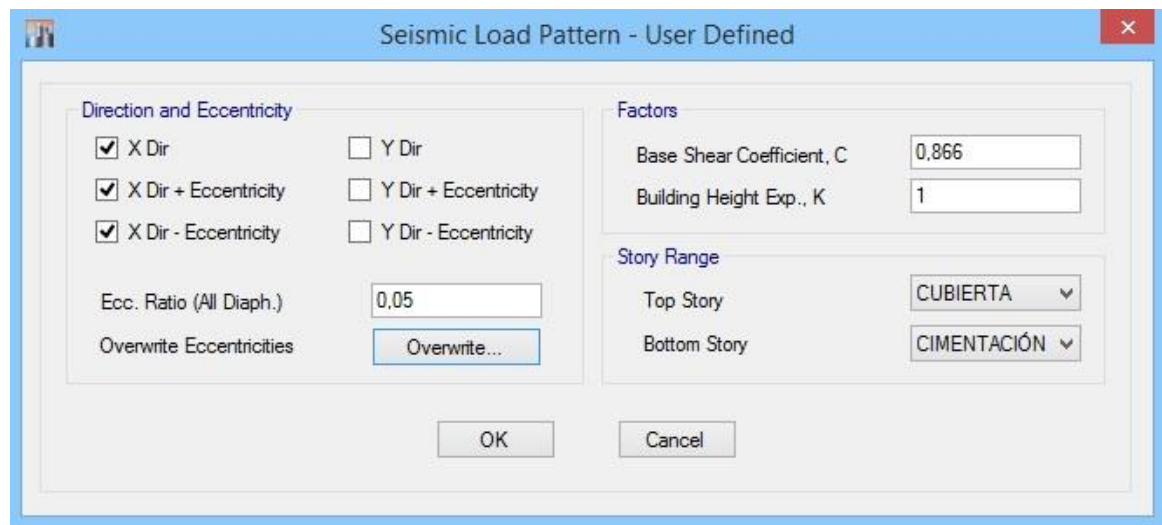 Seismic Load Pattern - User Defined
Direction and Eccentricity
X Dir
Y Dir
X Dir + Eccentricity
Y Dir + Eccentricity
X Dir - Eccentricity
Y Dir - Eccentricity
Ecc. Ratio (All Diaph.)
0,05
Overwrite Eccentricities
Overwrite...
Factors
Base Shear Coefficient, C
0,866
Building Height Exp., K
1
Story Range
Top Story
CUBIERTA
Bottom Story
CIMENTACIÓN
OK
Cancel